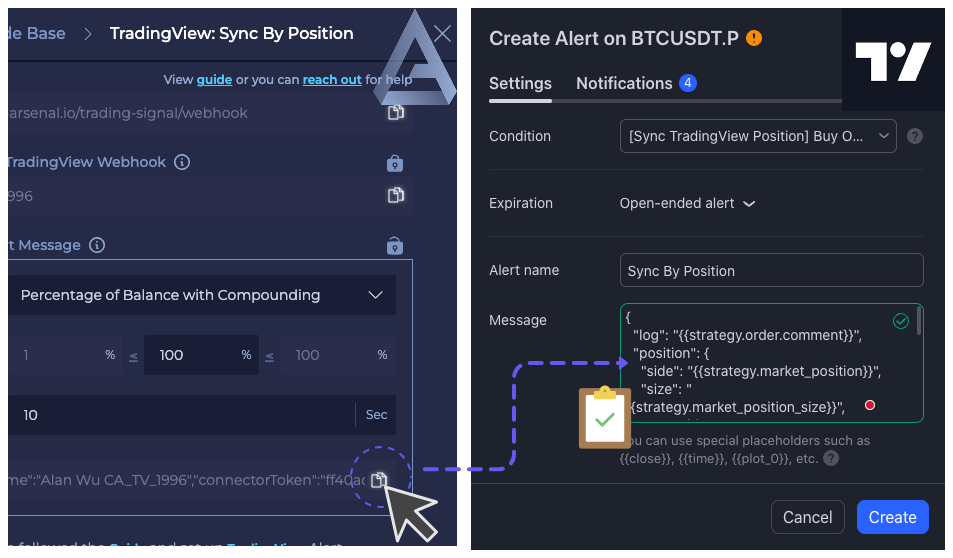 de Base > TradingView: Sync By Position
View guide or you can reach out for help
arsenal.io/trading-signal/webhook
TradingView Webhook
996
t Message
Percentage of Balance with Compounding
1 % ≤ 100 % ≤ 100 %
10 Sec
me":"Alan Wu CA_TV_1996","connectorToken":"ff40ac
followed the Guide and set up TradingView Alert
Create Alert on BTCUSDT.P
Settings Notifications 4
Condition [Sync TradingView Position] Buy O... ?
Expiration Open-ended alert
Alert name Sync By Position
Message
{
"log": "{{strategy.order.comment}}",
"position": {
"side": "{{strategy.market_position}}",
"size": "
{strategy.market_position_size}}",
ou can use special placeholders such as
{{close}}, {{time}}, {{plot_0}}, etc. ?
Cancel Create